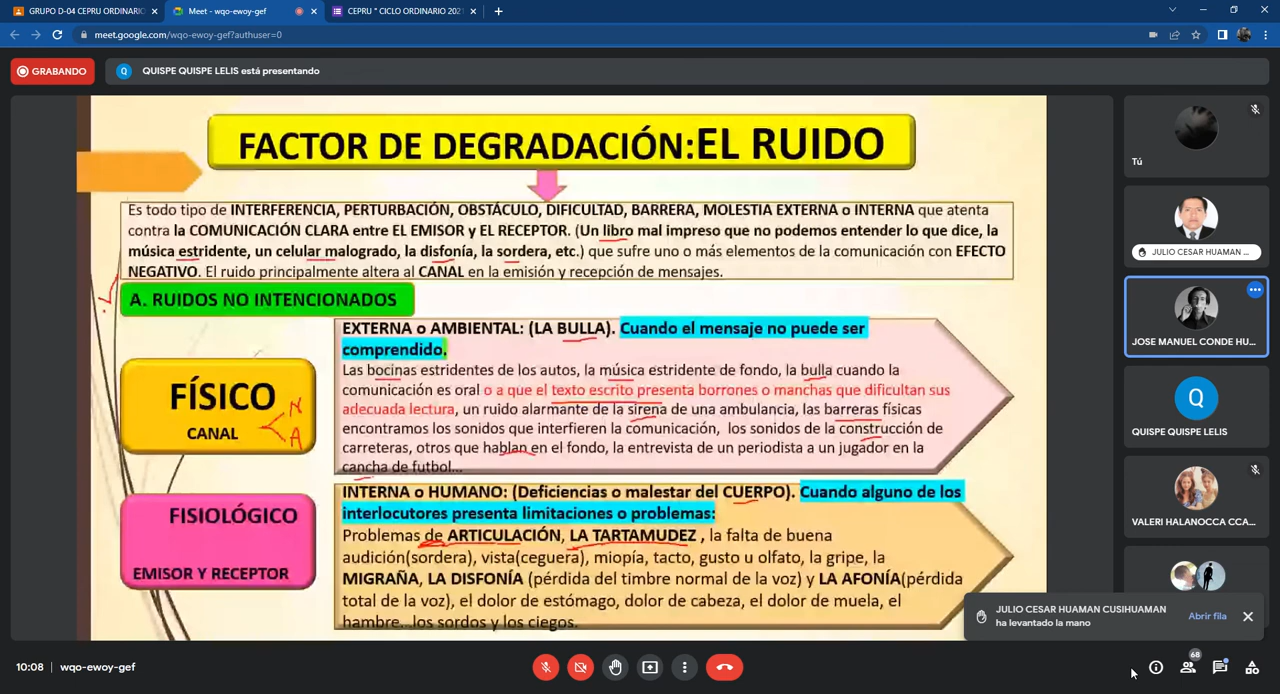 GRUPO D-04 CEPRU ORDINARIO
Meet - wqo-ewoy-gef
CEPRU " CICLO ORDINARIO 2021
meet.google.com/wqo-ewoy-gef?authuser=0
GRABANDO
Q
QUISPE QUISPE LELIS está presentando
FACTOR DE DEGRADACIÓN:EL RUIDO
Es todo tipo de INTERFERENCIA, PERTURBACIÓN, OBSTÁCULO, DIFICULTAD, BARRERA, MOLESTIA EXTERNA o INTERNA que atenta
contra la COMUNICACIÓN CLARA entre EL EMISOR y EL RECEPTOR. (Un libro mal impreso que no podemos entender lo que dice, la
música estridente, un celular malogrado, la disfonía, la sordera, etc.) que sufre uno o más elementos de la comunicación con EFECTO
NEGATIVO. El ruido principalmente altera al CANAL en la emisión y recepción de mensajes.
A. RUIDOS NO INTENCIONADOS
FÍSICO
CANAL
N
A
EXTERNA o AMBIENTAL: (LA BULLA). Cuando el mensaje no puede ser
comprendido.
Las bocinas estridentes de los autos, la música estridente de fondo, la bulla cuando la
comunicación es oral o a que el texto escrito presenta borrones o manchas que dificultan sus
adecuada lectura, un ruido alarmante de la sirena de una ambulancia, las barreras físicas
encontramos los sonidos que interfieren la comunicación, los sonidos de la construcción de
carreteras, otros que hablan en el fondo, la entrevista de un periodista a un jugador en la
cancha de futbol...
FISIOLÓGICO
EMISOR Y RECEPTOR
INTERNA o HUMANO: (Deficiencias o malestar del CUERPO). Cuando alguno de los
interlocutores presenta limitaciones o problemas:
Problemas de ARTICULACIÓN, LA TARTAMUDEZ , la falta de buena
audición(sordera), vista(ceguera), miopía, tacto, gusto u olfato, la gripe, la
MIGRAÑA, LA DISFONÍA (pérdida del timbre normal de la voz) y LA AFONÍA(pérdida
total de la voz), el dolor de estómago, dolor de cabeza, el dolor de muela, el
hambre...los sordos y los ciegos.
Tú
JULIO CESAR HUAMAN ...
JOSE MANUEL CONDE HU...
Q
QUISPE QUISPE LELIS
VALERI HALANOCCA CCA...
JULIO CESAR HUAMAN CUSIHUAMAN
ha levantado la mano
Abrir fila
10:08
wqo-ewoy-gef
68